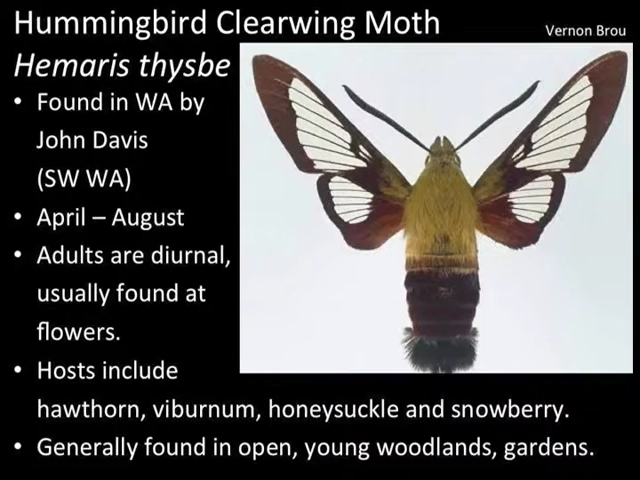 Hummingbird Clearwing Moth
Vernon Brou
Hemaris thysbe
• Found in WA by
John Davis
(SW WA)
• April – August
• Adults are diurnal,
usually found at
flowers.
• Hosts include
hawthorn, viburnum, honeysuckle and snowberry.
• Generally found in open, young woodlands, gardens.